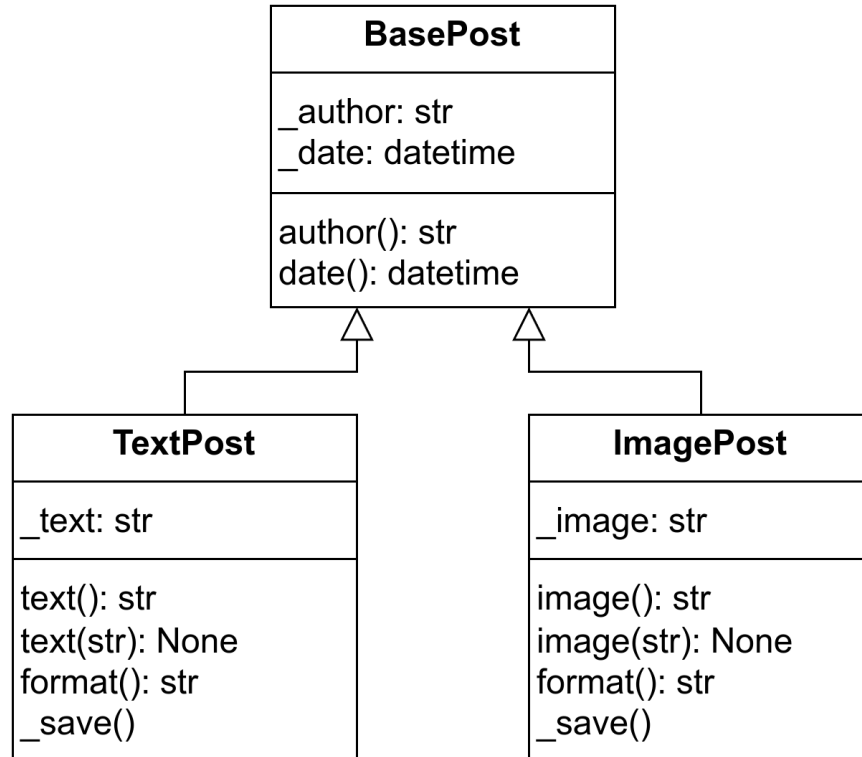 BasePost
_author: str
_date: datetime
author(): str
date(): datetime
TextPost
_text: str
text(): str
text(str): None
format(): str
_save()
ImagePost
_image: str
image(): str
image(str): None
format(): str
_save()